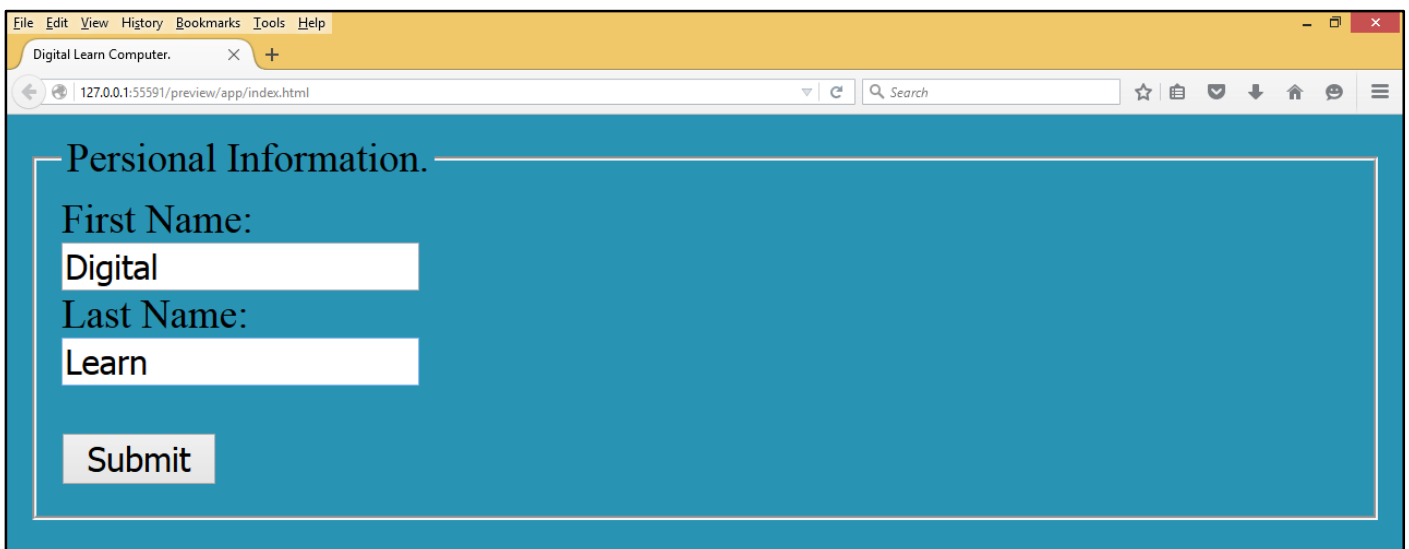 File Edit View History Bookmarks Tools Help
Digital Learn Computer.
127.0.0.1:55591/preview/app/index.html
Search
Persional Information.
First Name:
Digital
Last Name:
Learn
Submit